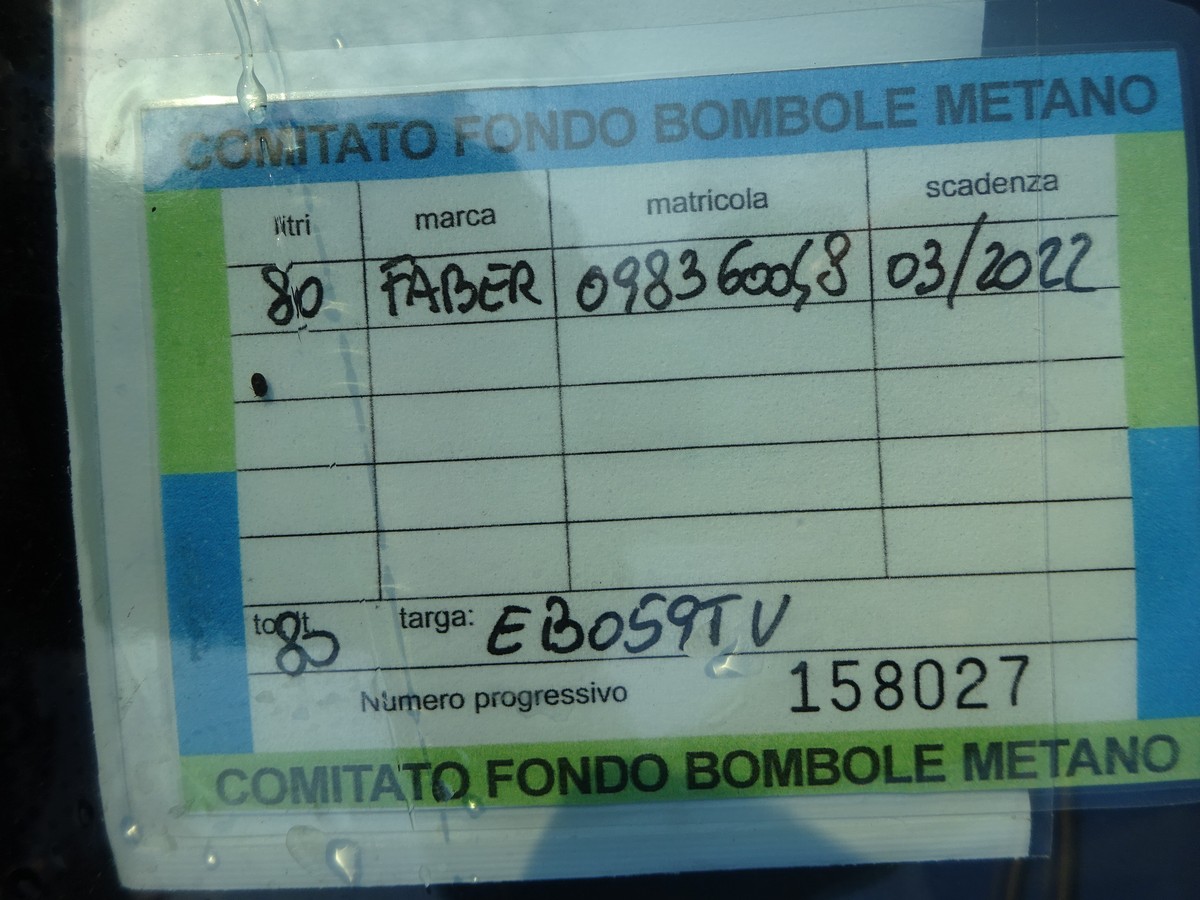 COMITATO FONDO BOMBOLE METANO
litri marca matricola scadenza
80 FABER 03/2022
tot. lt. 80 targa: EB059TV
Numero progressivo 158027
COMITATO FONDO BOMBOLE METANO